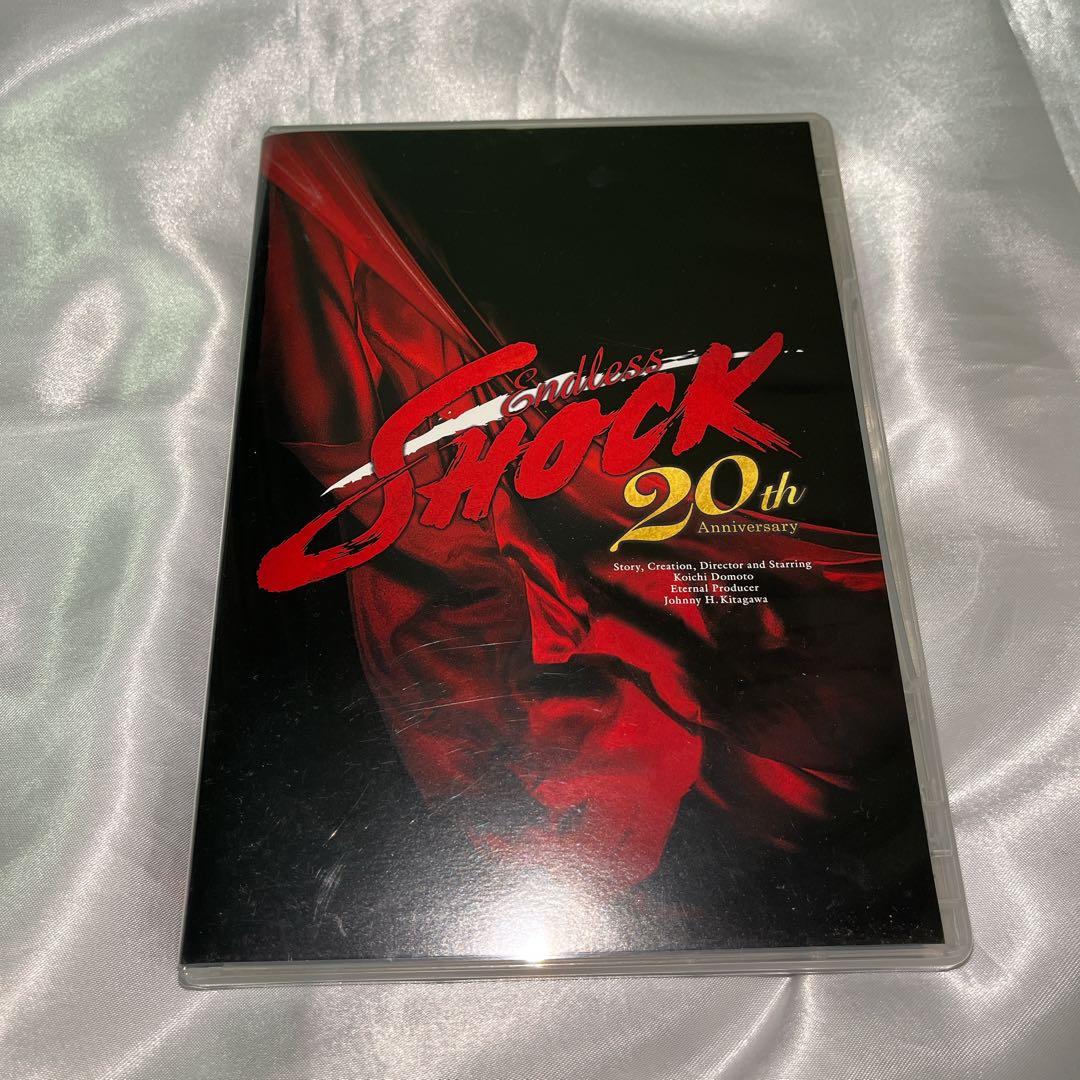 Endless
SHOCK
20th
Anniversary
Story, Creation, Director and Starring
Koichi Domoto
Eternal Producer
Johnny H. Kitagawa